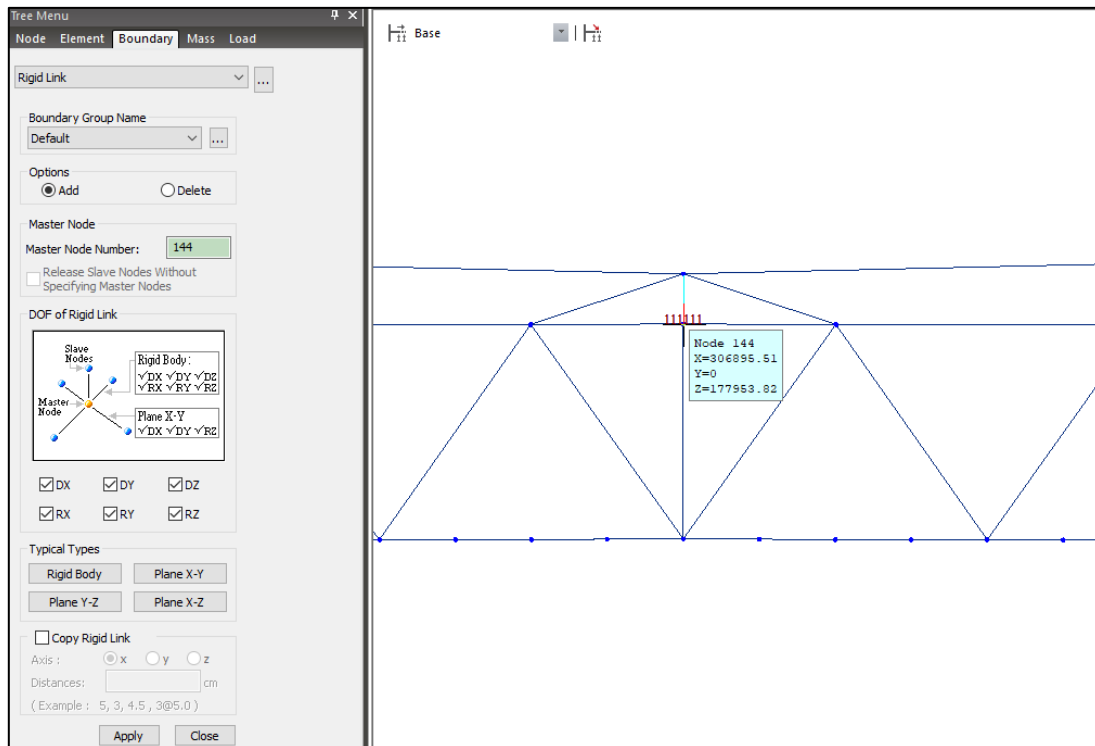 Tree Menu
Node Element Boundary Mass Load
Rigid Link
...
Boundary Group Name
Default
...
Options
Add Delete
Master Node
Master Node Number: 144
Release Slave Nodes Without
Specifying Master Nodes
DOF of Rigid Link
Slave
Nodes
Rigid Body :
√DX √DY √DZ
√RX √RY √RZ
Master
Node
Plane X-Y
√DX √DY √RZ
DX DY DZ
RX RY RZ
Typical Types
Rigid Body Plane X-Y
Plane Y-Z Plane X-Z
Copy Rigid Link
Axis : x y z
Distances: cm
( Example : 5, 3, 4.5 , 3@5.0 )
Apply Close
Base
111111
Node 144
X=306895.51
Y=0
Z=177953.82